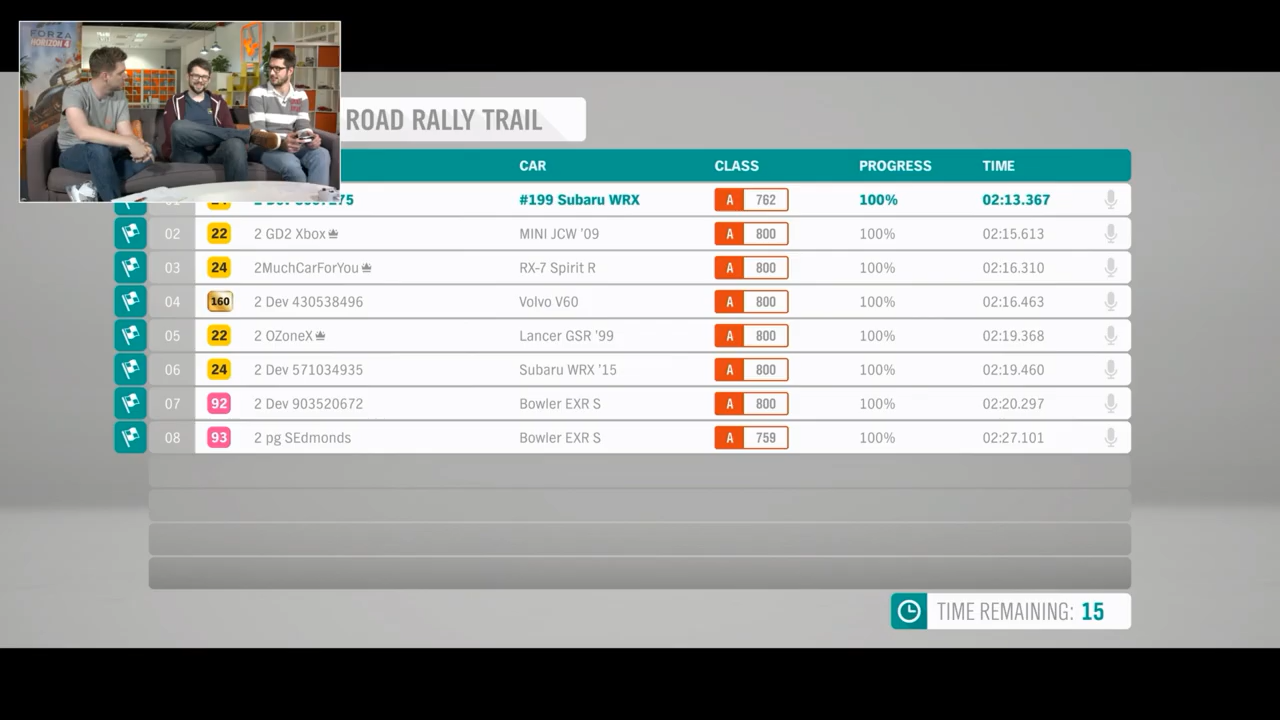 FORZA
HORIZON 4
ROAD RALLY TRAIL
CAR CLASS PROGRESS TIME
#199 Subaru WRX A 762 100% 02:13.367
02 22 2 GD2 Xbox MINI JCW '09 A 800 100% 02:15.613
03 24 2MuchCarForYou RX-7 Spirit R A 800 100% 02:16.310
04 160 2 Dev 430538496 Volvo V60 A 800 100% 02:16.463
05 22 2 OZoneX Lancer GSR '99 A 800 100% 02:19.368
06 24 2 Dev 571034935 Subaru WRX '15 A 800 100% 02:19.460
07 92 2 Dev 903520672 Bowler EXR S A 800 100% 02:20.297
08 93 2 pg SEdmonds Bowler EXR S A 759 100% 02:27.101
TIME REMAINING: 15